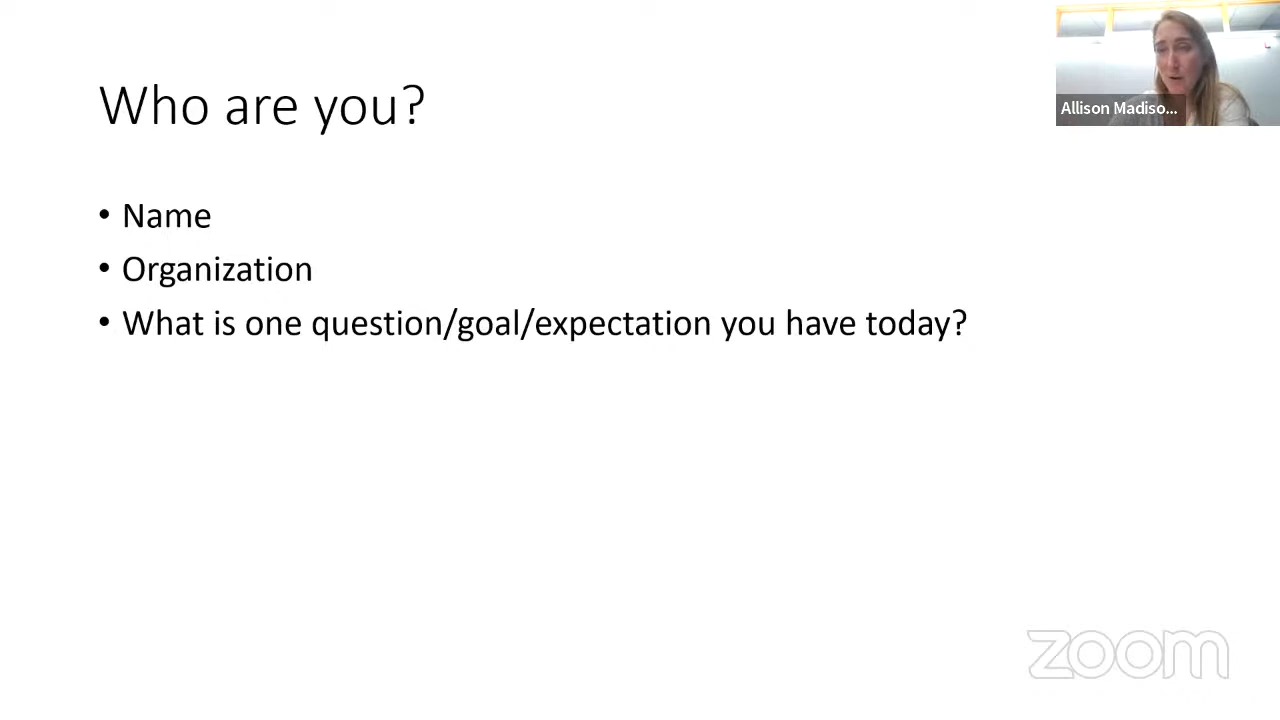 Who are you?
Allison Madiso...
• Name
• Organization
• What is one question/goal/expectation you have today?
zoom